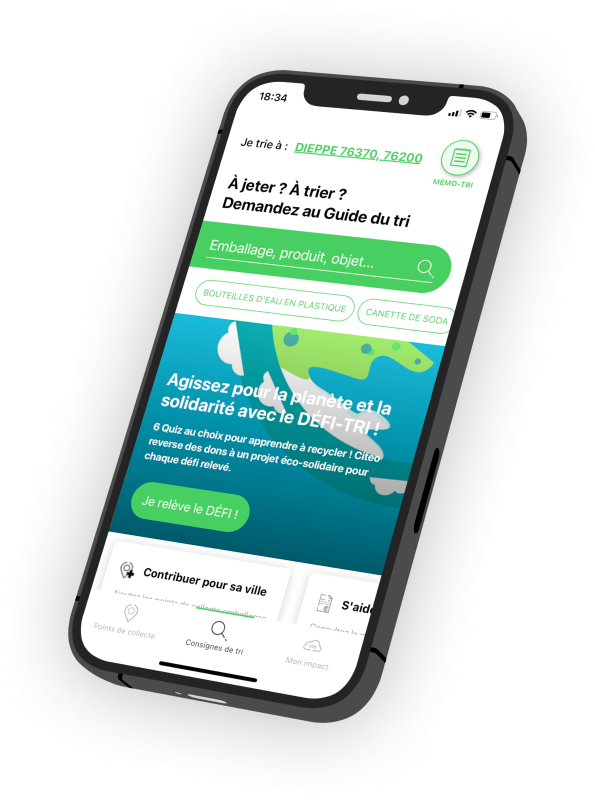 18:34
Je trie à : DIEPPE 76370, 76200
MÉMO-TRI
À jeter ? À trier ?
Demandez au Guide du tri
Emballage, produit, objet...
BOUTEILLES D'EAU EN PLASTIQUE
CANETTE DE SODA
Agissez pour la planète et la
solidarité avec le DÉFI-TRI !
6 Quiz au choix pour apprendre à recycler ! Citeo
reverse des dons à un projet éco-solidaire pour
chaque défi relevé.
Je relève le DÉFI !
Contribuer pour sa ville
S'aide
Points de collecte
Consignes de tri
Mon impact